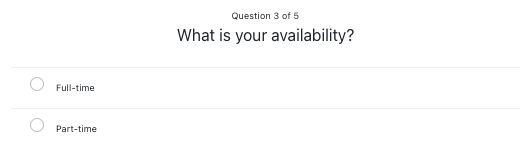 Question 3 of 5
What is your availability?
Full-time
Part-time